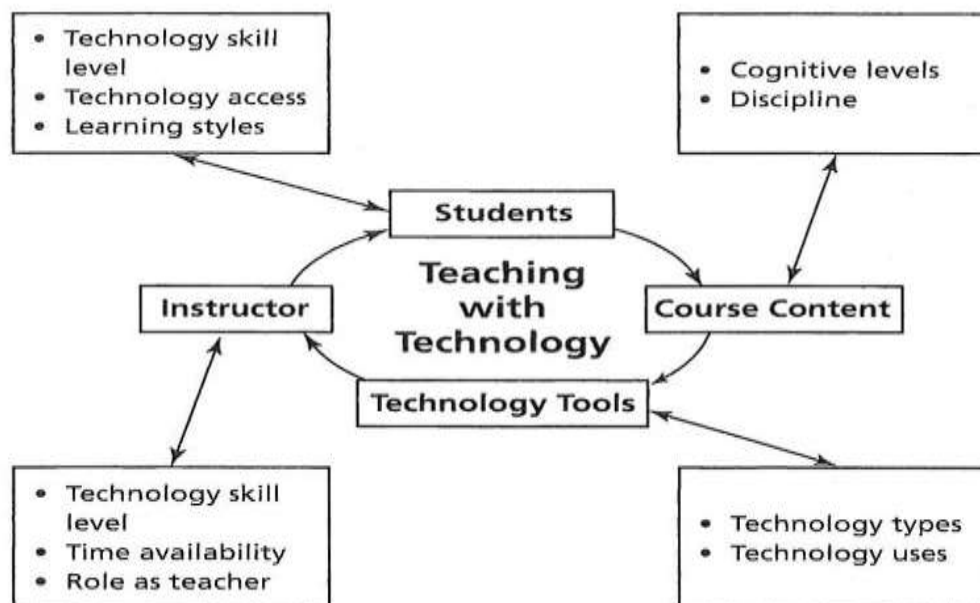 • Technology skill
level
• Technology access
• Learning styles
• Cognitive levels
• Discipline
Students
Teaching
with
Technology
Instructor
Course Content
Technology Tools
• Technology skill
level
• Time availability
• Role as teacher
• Technology types
• Technology uses